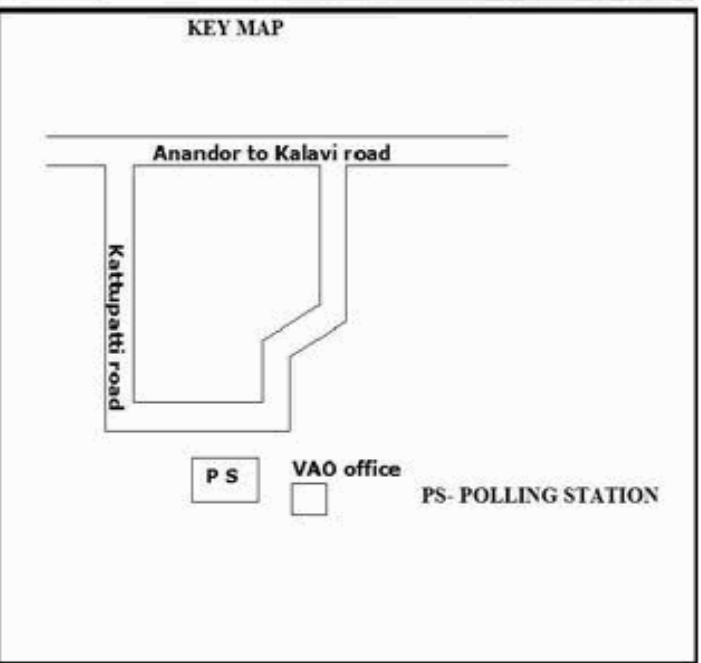 KEY MAP
Anandor to Kalavi road
Kattupatti road
P S
VAO office
PS- POLLING STATION